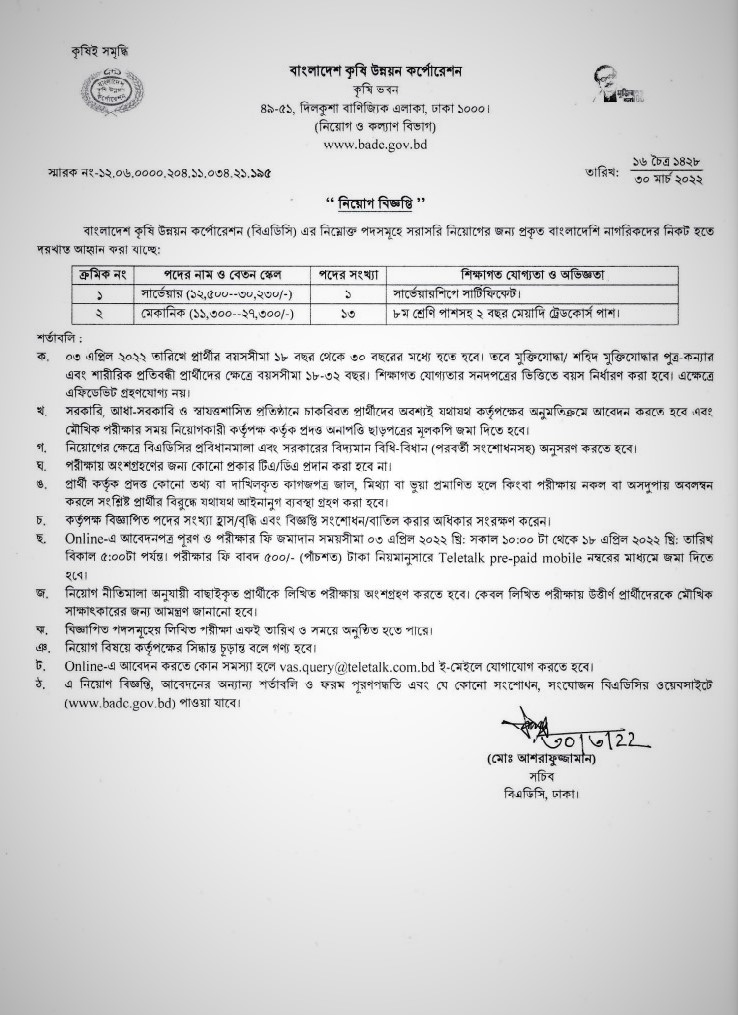 কৃষিই সমৃদ্ধি
বাংলাদেশ কৃষি উন্নয়ন কর্পোরেশন
কৃষি ভবন
৪৯-৫১, দিলকুশা বাণিজ্যিক এলাকা, ঢাকা ১০০০।
(নিয়োগ ও কল্যাণ বিভাগ)
www.badc.gov.bd
স্মারক নং-১২.০৬.০০০০.২০৪.১১.০৩৪.২১.১৯৫
তারিখ: ১৬ চৈত্র ১৪২৮
৩০ মার্চ ২০২২
“ নিয়োগ বিজ্ঞপ্তি ”
বাংলাদেশ কৃষি উন্নয়ন কর্পোরেশন (বিএডিসি) এর নিম্নোক্ত পদসমূহে সরাসরি নিয়োগের জন্য প্রকৃত বাংলাদেশি নাগরিকদের নিকট হতে
দরখাস্ত আহ্বান করা যাচ্ছে:
ক্রমিক নং পদের নাম ও বেতন স্কেল পদের সংখ্যা শিক্ষাগত যোগ্যতা ও অভিজ্ঞতা
১ সার্ভেয়ার (১২,৫০০--৩০,২৩০/-) ১ সার্ভেয়ারশিপে সার্টিফিকেট।
২ মেকানিক (১১,৩০০--২৭,৩০০/-) ১৩ ৮ম শ্রেণি পাশসহ ২ বছর মেয়াদি ট্রেডকোর্স পাশ।
শর্তাবলি :
ক. ০৩ এপ্রিল ২০২২ তারিখে প্রার্থীর বয়সসীমা ১৮ বছর থেকে ৩০ বছরের মধ্যে হতে হবে। তবে মুক্তিযোদ্ধা/ শহিদ মুক্তিযোদ্ধার পুত্র-কন্যার
এবং শারীরিক প্রতিবন্ধী প্রার্থীদের ক্ষেত্রে বয়সসীমা ১৮-৩২ বছর। শিক্ষাগত যোগ্যতার সনদপত্রের ভিত্তিতে বয়স নির্ধারণ করা হবে। এক্ষেত্রে
এফিডেভিট গ্রহণযোগ্য নয়।
খ. সরকারি, আধা-সরকারি ও স্বায়ত্তশাসিত প্রতিষ্ঠানে চাকরিরত প্রার্থীদের অবশ্যই যথাযথ কর্তৃপক্ষের অনুমতিক্রমে আবেদন করতে হবে এবং
মৌখিক পরীক্ষার সময় নিয়োগকারী কর্তৃপক্ষ কর্তৃক প্রদত্ত অনাপত্তি ছাড়পত্রের মূলকপি জমা দিতে হবে।
গ. নিয়োগের ক্ষেত্রে বিএডিসির প্রবিধানমালা এবং সরকারের বিদ্যমান বিধি-বিধান (পরবর্তী সংশোধনসহ) অনুসরণ করতে হবে।
ঘ. পরীক্ষায় অংশগ্রহণের জন্য কোনো প্রকার টিএ/ডিএ প্রদান করা হবে না।
ঙ. প্রার্থী কর্তৃক প্রদত্ত কোনো তথ্য বা দাখিলকৃত কাগজপত্র জাল, মিথ্যা বা ভুয়া প্রমাণিত হলে কিংবা পরীক্ষায় নকল বা অসদুপায় অবলম্বন
করলে সংশ্লিষ্ট প্রার্থীর বিরুদ্ধে যথাযথ আইনানুগ ব্যবস্থা গ্রহণ করা হবে।
চ. কর্তৃপক্ষ বিজ্ঞাপিত পদের সংখ্যা হ্রাস/বৃদ্ধি এবং বিজ্ঞপ্তি সংশোধন/বাতিল করার অধিকার সংরক্ষণ করেন।
ছ. Online-এ আবেদনপত্র পূরণ ও পরীক্ষার ফি জমাদান সময়সীমা ০৩ এপ্রিল ২০২২ খ্রি: সকাল ১০:০০ টা থেকে ১৮ এপ্রিল ২০২২ খ্রি: তারিখ
বিকাল ৫:০০টা পর্যন্ত। পরীক্ষার ফি বাবদ ৫০০/- (পাঁচশত) টাকা নিয়মানুসারে Teletalk pre-paid mobile নম্বরের মাধ্যমে জমা দিতে
হবে।
জ. নিয়োগ নীতিমালা অনুযায়ী বাছাইকৃত প্রার্থীকে লিখিত পরীক্ষায় অংশগ্রহণ করতে হবে। কেবল লিখিত পরীক্ষায় উত্তীর্ণ প্রার্থীদেরকে মৌখিক
সাক্ষাৎকারের জন্য আমন্ত্রণ জানানো হবে।
ঝ. বিজ্ঞাপিত পদসমূহের লিখিত পরীক্ষা একই তারিখ ও সময়ে অনুষ্ঠিত হতে পারে।
ঞ. নিয়োগ বিষয়ে কর্তৃপক্ষের সিদ্ধান্ত চূড়ান্ত বলে গণ্য হবে।
ট. Online-এ আবেদন করতে কোন সমস্যা হলে vas.query@teletalk.com.bd ই-মেইলে যোগাযোগ করতে হবে।
ঠ. এ নিয়োগ বিজ্ঞপ্তি, আবেদনের অন্যান্য শর্তাবলি ও ফরম পূরণপদ্ধতি এবং যে কোনো সংশোধন, সংযোজন বিএডিসির ওয়েবসাইটে
(www.badc.gov.bd) পাওয়া যাবে।
৩০/৩/22
(মোঃ আশরাফুজ্জামান)
সচিব
বিএডিসি, ঢাকা।